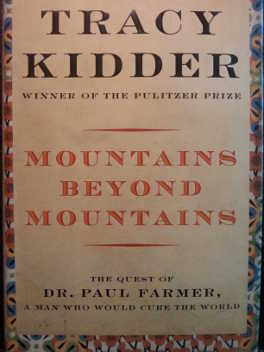 TRACY
KIDDER
WINNER OF THE PULITZER PRIZE
MOUNTAINS
BEYOND
MOUNTAINS
THE QUEST OF
DR. PAUL FARMER,
A MAN WHO WOULD CURE THE WORLD